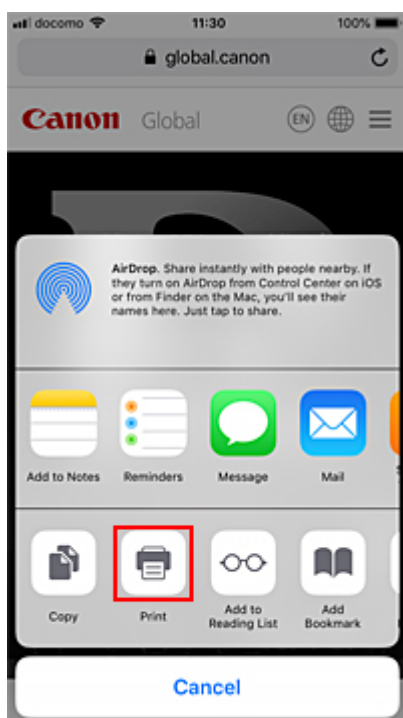 docomo 11:30 100%
global.canon
Canon Global EN
AirDrop. Share instantly with people nearby. If
they turn on AirDrop from Control Center on iOS
or from Finder on the Mac, you'll see their
names here. Just tap to share.
Add to Notes Reminders Message Mail
Copy Print Add to Reading List Add Bookmark
Cancel